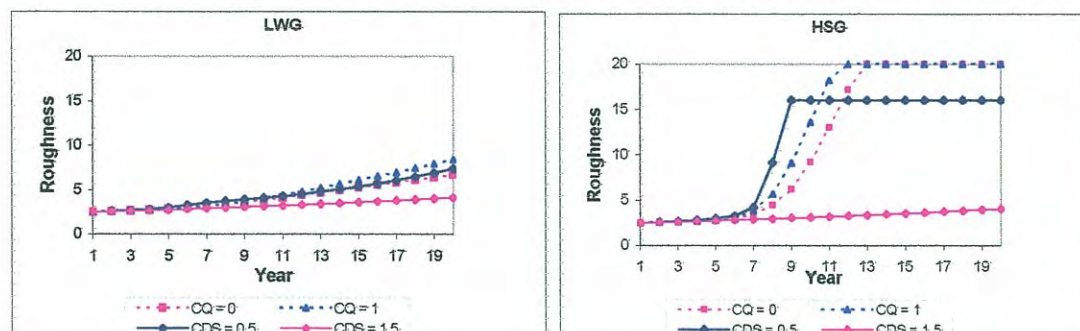 LWG
20
15
10
5
0
Roughness
1 3 5 7 9 11 13 15 17 19
Year
CQ = 0 CQ = 1
CDS = 0.5 CDS = 1.5
HSG
20
15
10
5
0
Roughness
1 3 5 7 9 11 13 15 17 19
Year
CQ = 0 CQ = 1
CDS = 0.5 CDS = 1.5